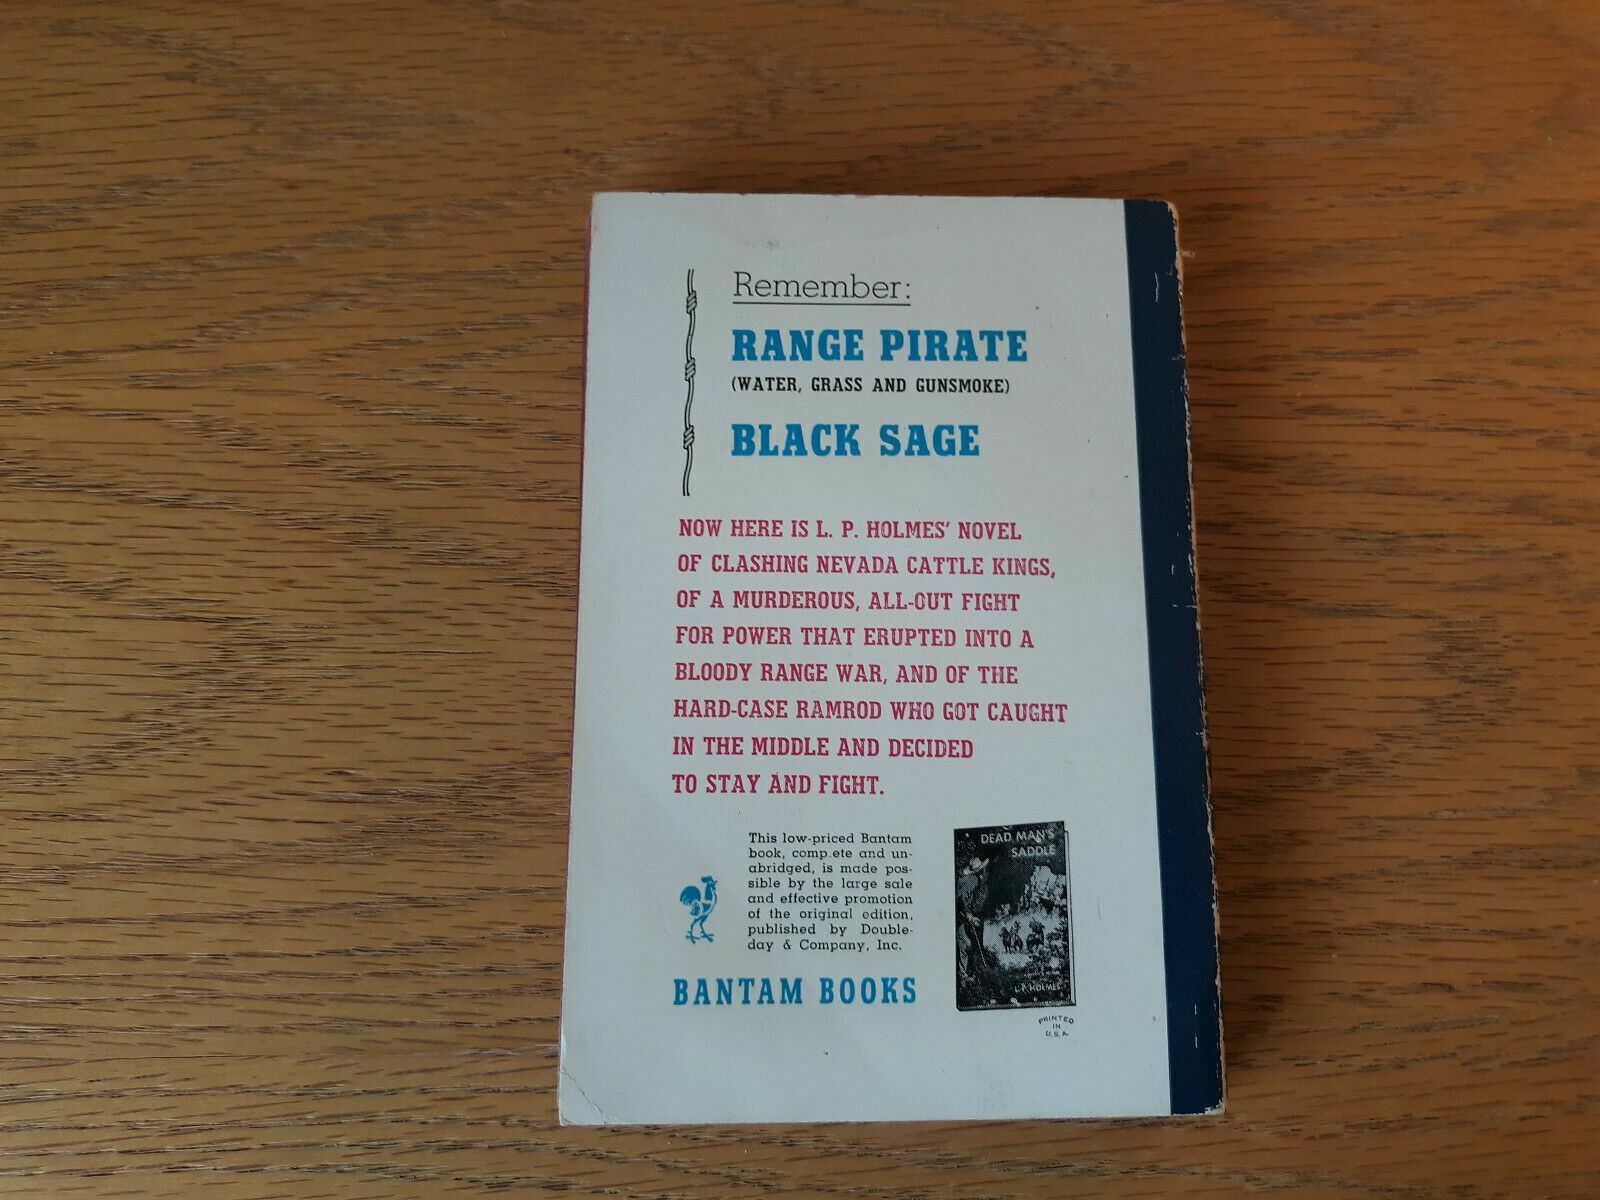 Remember:
RANGE PIRATE
(WATER, GRASS AND GUNSMOKE)
BLACK SAGE
NOW HERE IS L. P. HOLMES' NOVEL
OF CLASHING NEVADA CATTLE KINGS,
OF A MURDEROUS, ALL-OUT FIGHT
FOR POWER THAT ERUPTED INTO A
BLOODY RANGE WAR, AND OF THE
HARD-CASE RAMROD WHO GOT CAUGHT
IN THE MIDDLE AND DECIDED
TO STAY AND FIGHT.
This low-priced Bantam
book, comp ete and un-
abridged, is made pos-
sible by the large sale
and effective promotion
of the original edition,
published by Double-
day & Company, Inc.
BANTAM BOOKS
DEAD MAN'S
SADDLE
L.P. HOLMES
PRINTED
IN
U.S.A.